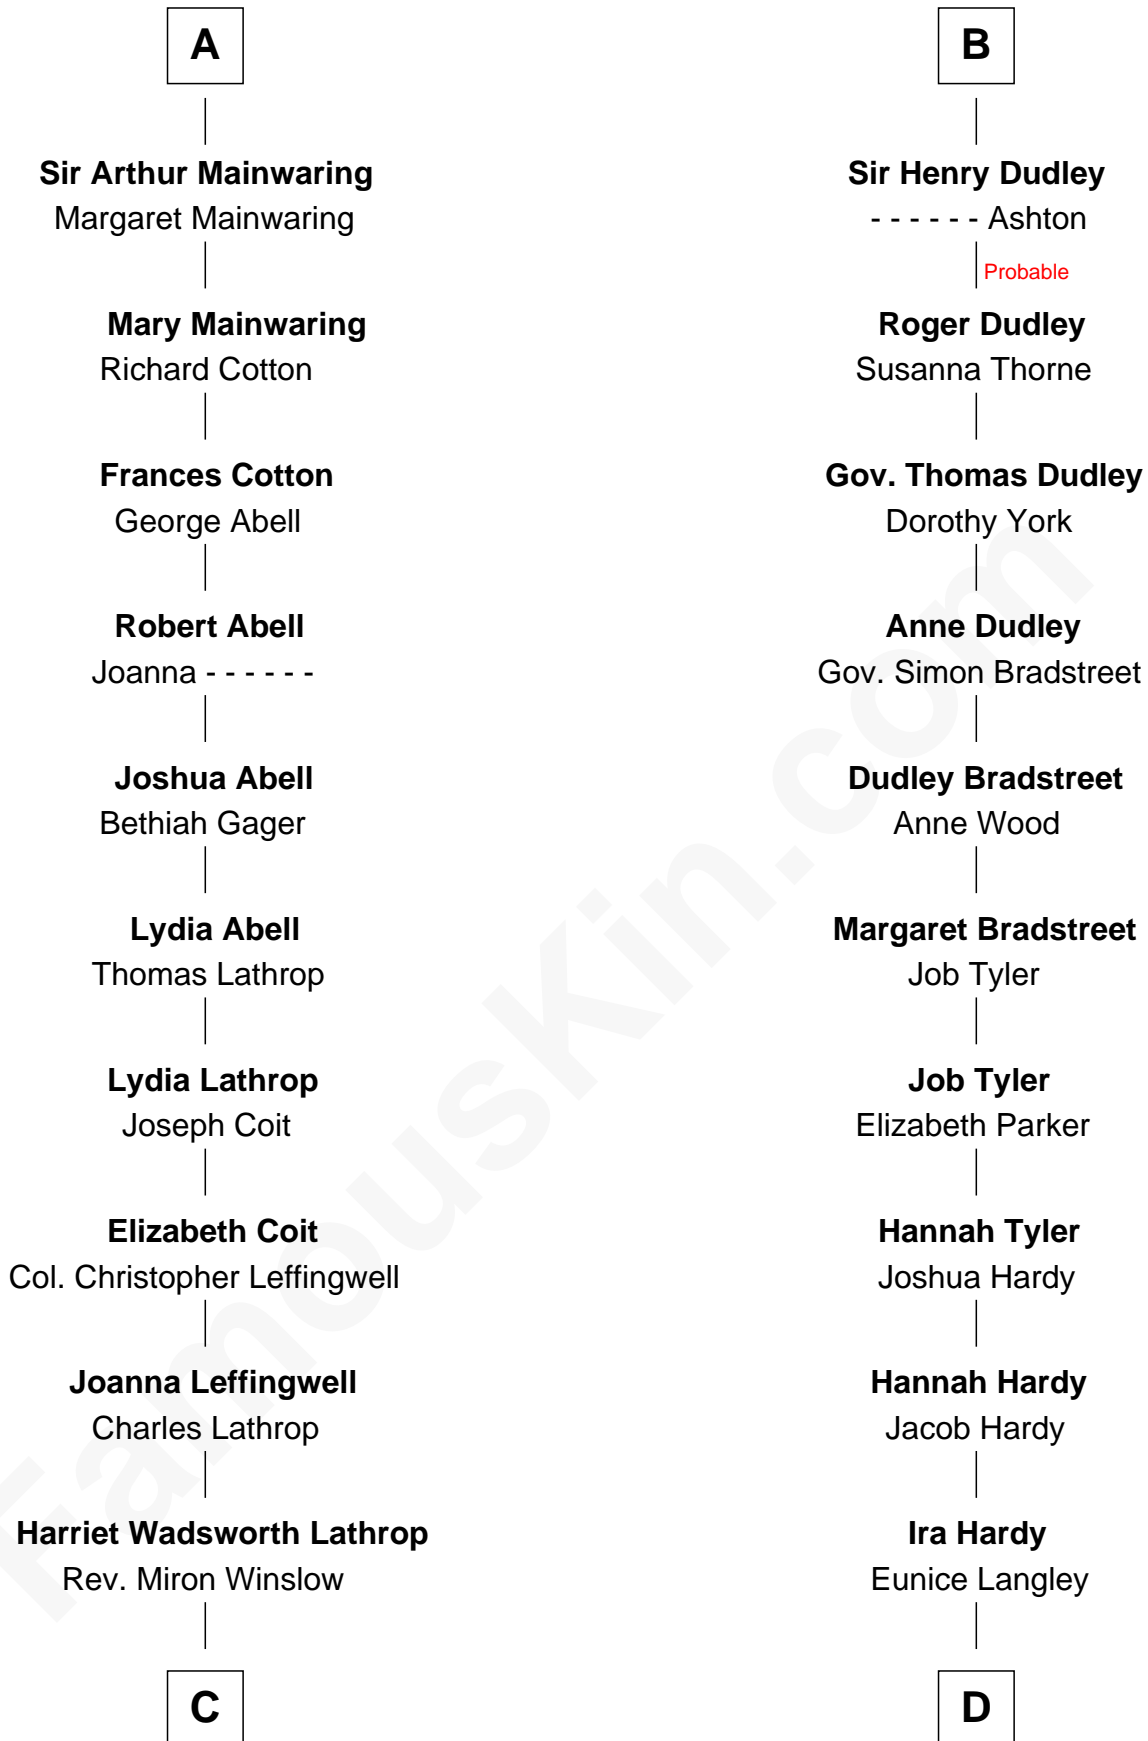 A
Sir Arthur Mainwaring
Margaret Mainwaring
Mary Mainwaring
Richard Cotton
Frances Cotton
George Abell
Robert Abell
Joanna - - - - - -
Joshua Abell
Bethiah Gager
Lydia Abell
Thomas Lathrop
Lydia Lathrop
Joseph Coit
Elizabeth Coit
Col. Christopher Leffingwell
Joanna Leffingwell
Charles Lathrop
Harriet Wadsworth Lathrop
Rev. Miron Winslow
C
B
Sir Henry Dudley
- - - - - - Ashton
Probable
Roger Dudley
Susanna Thorne
Gov. Thomas Dudley
Dorothy York
Anne Dudley
Gov. Simon Bradstreet
Dudley Bradstreet
Anne Wood
Margaret Bradstreet
Job Tyler
Job Tyler
Elizabeth Parker
Hannah Tyler
Joshua Hardy
Hannah Hardy
Jacob Hardy
Ira Hardy
Eunice Langley
D
FamousKin.com